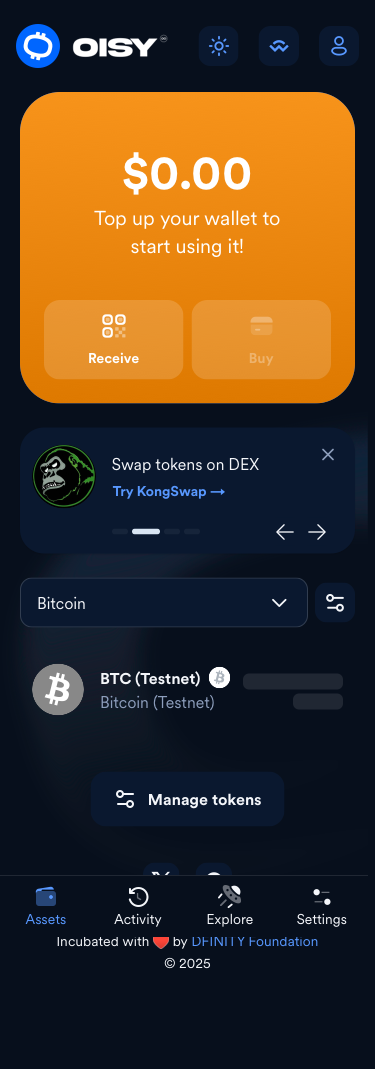 OISY
$0.00
Top up your wallet to
start using it!
Receive
Buy
Swap tokens on DEX
Try KongSwap →
Bitcoin
BTC (Testnet)
Bitcoin (Testnet)
Manage tokens
Assets
Activity
Explore
Settings
Incubated with ❤️ by DFINITY Foundation
© 2025